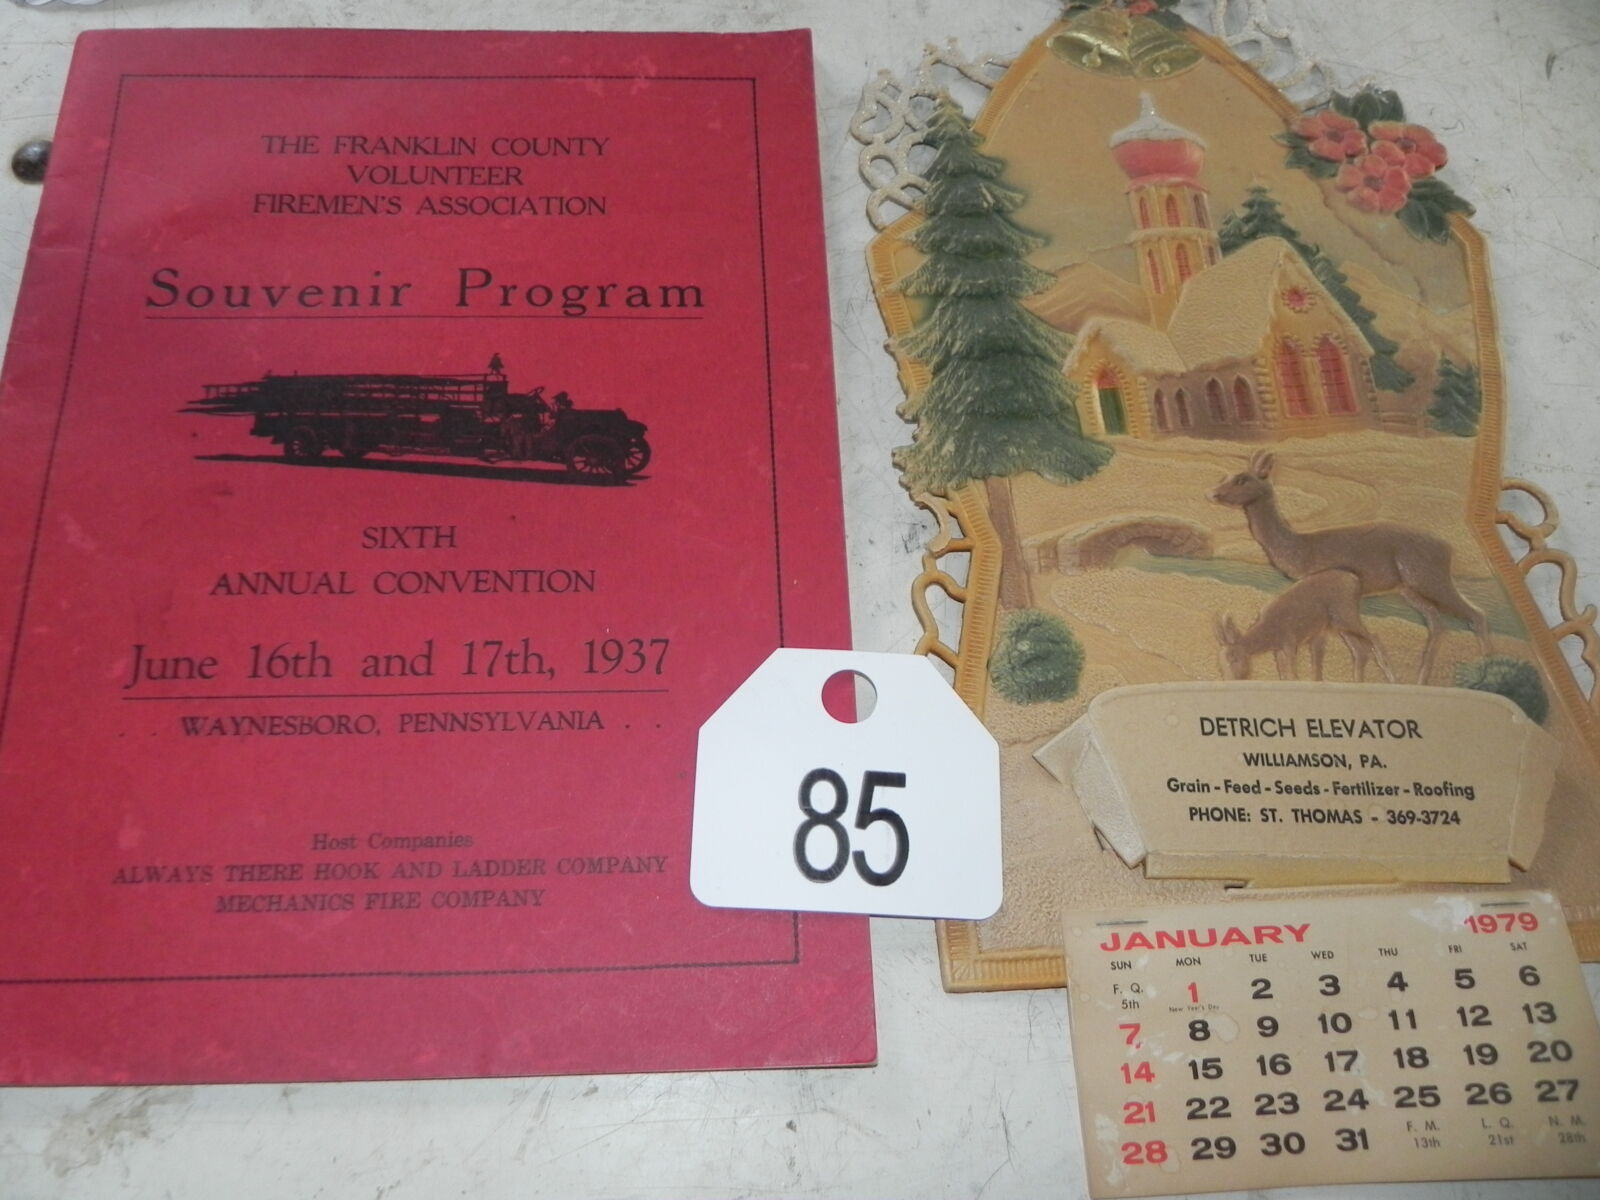 THE FRANKLIN COUNTY
VOLUNTEER
FIREMEN'S ASSOCIATION
Souvenir Program
SIXTH
ANNUAL CONVENTION
June 16th and 17th, 1937
. . WAYNESBORO, PENNSYLVANIA . .
Host Companies
ALWAYS THERE HOOK AND LADDER COMPANY
MECHANICS FIRE COMPANY
85
DETRICH ELEVATOR
WILLIAMSON, PA.
Grain - Feed - Seeds - Fertilizer - Roofing
PHONE: ST. THOMAS - 369-3724
JANUARY 1979
SUN MON TUE WED THU FRI SAT
F. Q. 5th 1 2 3 4 5 6
New Year's Day
7 8 9 10 11 12 13
14 15 16 17 18 19 20
21 22 23 24 25 26 27
28 29 30 31 F. M. 13th L. Q. 21st N. M. 28th